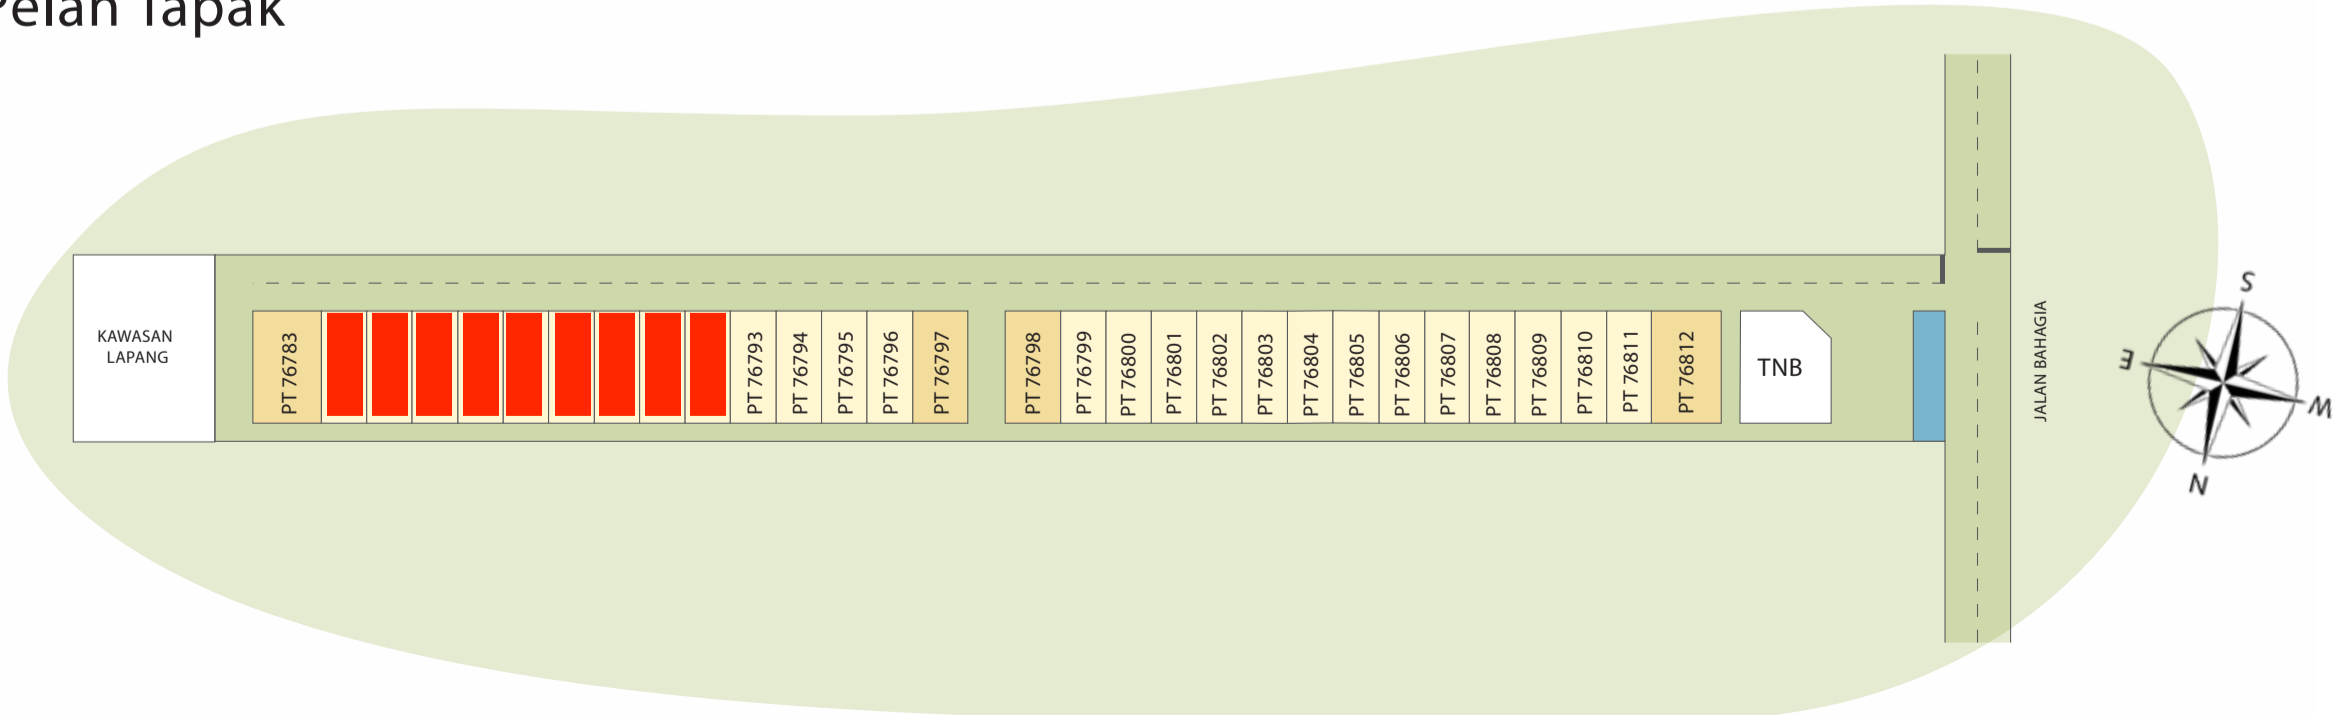 Pelan Tapak
KAWASAN
LAPANG
PT 76783
PT 76793
PT 76794
PT 76795
PT 76796
PT 76797
PT 76798
PT 76799
PT 76800
PT 76801
PT 76802
PT 76803
PT 76804
PT 76805
PT 76806
PT 76807
PT 76808
PT 76809
PT 76810
PT 76811
PT 76812
TNB
JALAN BAHAGIA
S
E
W
N